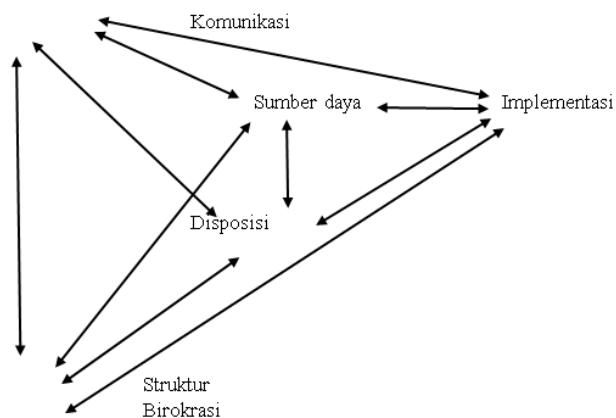 Komunikasi
Sumber daya
Implementasi
Disposisi
Struktur
Birokrasi